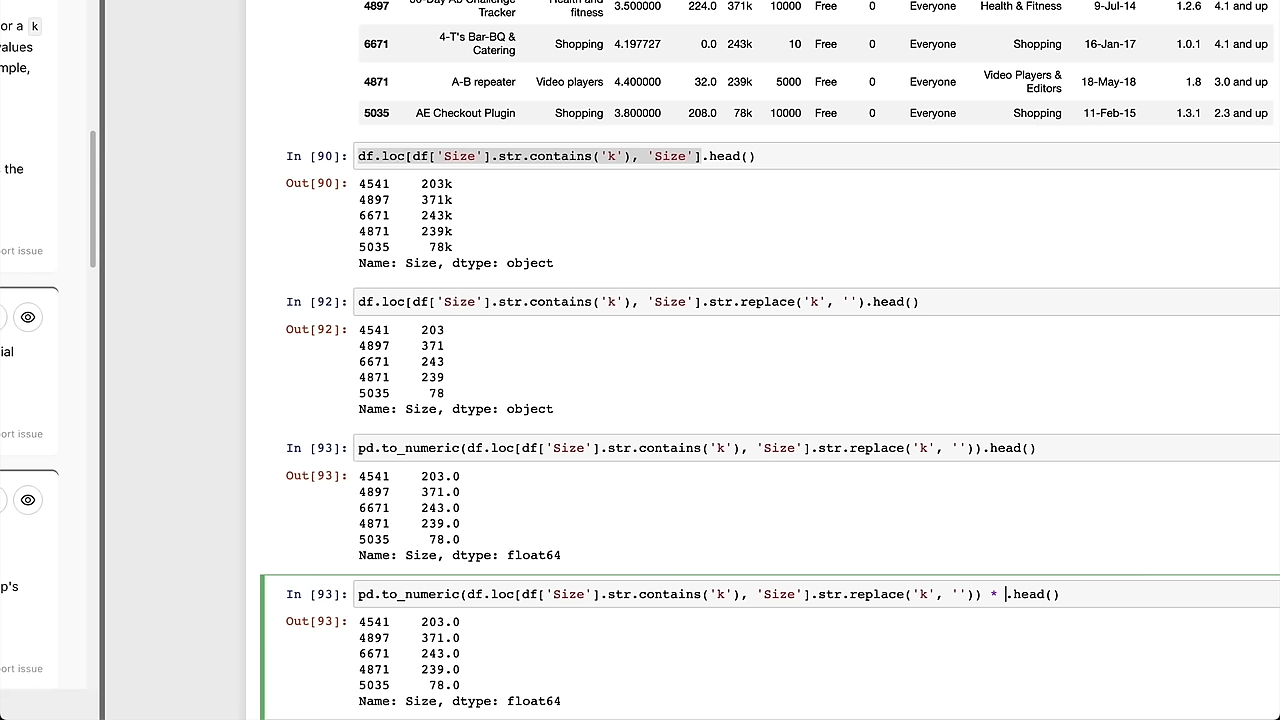 or a k
values
mple,
the
ort issue
ial
ort issue
p's
ort issue
4897 30-Day Ab Challenge Tracker Health and fitness 3.500000 224.0 371k 10000 Free 0 Everyone Health & Fitness 9-Jul-14 1.2.6 4.1 and up
6671 4-T's Bar-BQ & Catering Shopping 4.197727 0.0 243k 10 Free 0 Everyone Shopping 16-Jan-17 1.0.1 4.1 and up
4871 A-B repeater Video players 4.400000 32.0 239k 5000 Free 0 Everyone Video Players & Editors 18-May-18 1.8 3.0 and up
5035 AE Checkout Plugin Shopping 3.800000 208.0 78k 10000 Free 0 Everyone Shopping 11-Feb-15 1.3.1 2.3 and up
In [90]: df.loc[df['Size'].str.contains('k'), 'Size'].head()
Out[90]: 4541 203k
4897 371k
6671 243k
4871 239k
5035 78k
Name: Size, dtype: object
In [92]: df.loc[df['Size'].str.contains('k'), 'Size'].str.replace('k', '').head()
Out[92]: 4541 203
4897 371
6671 243
4871 239
5035 78
Name: Size, dtype: object
In [93]: pd.to_numeric(df.loc[df['Size'].str.contains('k'), 'Size'].str.replace('k', '')).head()
Out[93]: 4541 203.0
4897 371.0
6671 243.0
4871 239.0
5035 78.0
Name: Size, dtype: float64
In [93]: pd.to_numeric(df.loc[df['Size'].str.contains('k'), 'Size'].str.replace('k', '')) * .head()
Out[93]: 4541 203.0
4897 371.0
6671 243.0
4871 239.0
5035 78.0
Name: Size, dtype: float64